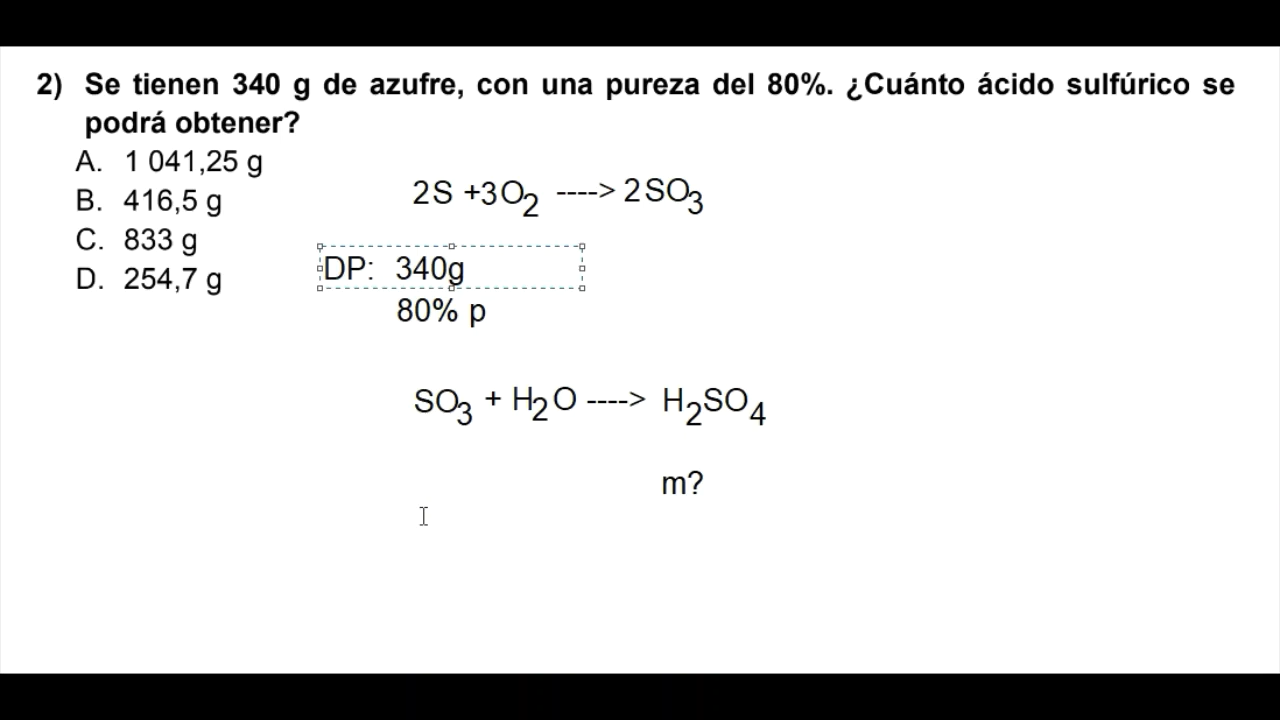 2) Se tienen 340 g de azufre, con una pureza del 80%. ¿Cuánto ácido sulfúrico se
podrá obtener?
A. 1 041,25 g
B. 416,5 g
C. 833 g
D. 254,7 g
2S +3O2 ----> 2SO3
DP: 340g
80% p
SO3 + H2O ----> H2SO4
m?